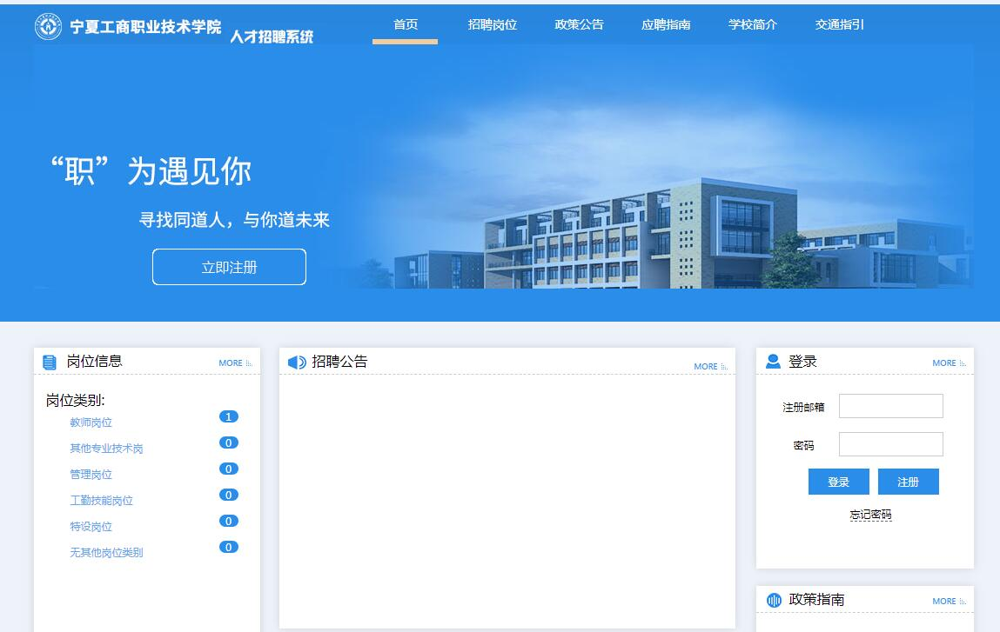 宁夏工商职业技术学院 人才招聘系统
首页 招聘岗位 政策公告 应聘指南 学校简介 交通指引
“职”为遇见你
寻找同道人，与你道未来
立即注册
岗位信息 MORE
岗位类别:
教师岗位 1
其他专业技术岗 0
管理岗位 0
工勤技能岗位 0
特设岗位 0
无其他岗位类别 0
招聘公告 MORE
登录 MORE
注册邮箱
密码
登录 注册
忘记密码
政策指南 MORE